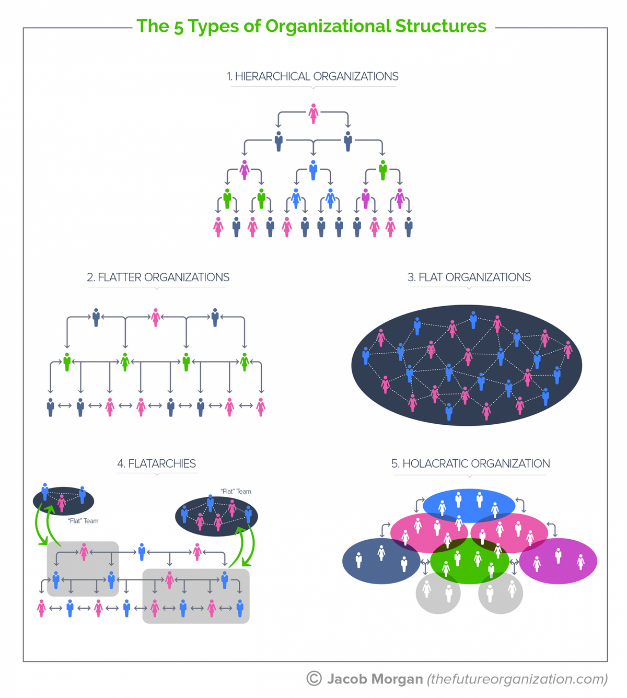 The 5 Types of Organizational Structures
1. HIERARCHICAL ORGANIZATIONS
2. FLATTER ORGANIZATIONS
3. FLAT ORGANIZATIONS
4. FLATARCHIES
"Flat" Team
"Flat" Team
5. HOLACRATIC ORGANIZATION
© Jacob Morgan (thefutureorganization.com)